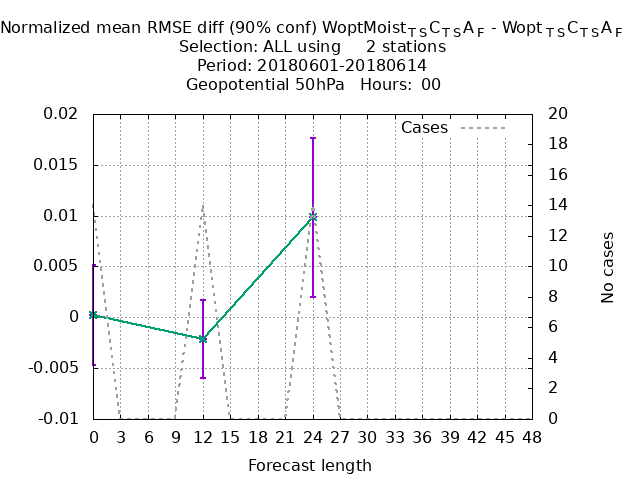 Normalized mean RMSE diff (90% conf) WoptMoist_TSC_TSA_F - Wopt_TSC_TSA_F
Selection: ALL using 2 stations
Period: 20180601-20180614
Geopotential 50hPa Hours: 00
Cases
0.02
0.015
0.01
0.005
0
-0.005
-0.01
20
18
16
14
12
10
8
6
4
2
0
No cases
0 3 6 9 12 15 18 21 24 27 30 33 36 39 42 45 48
Forecast length